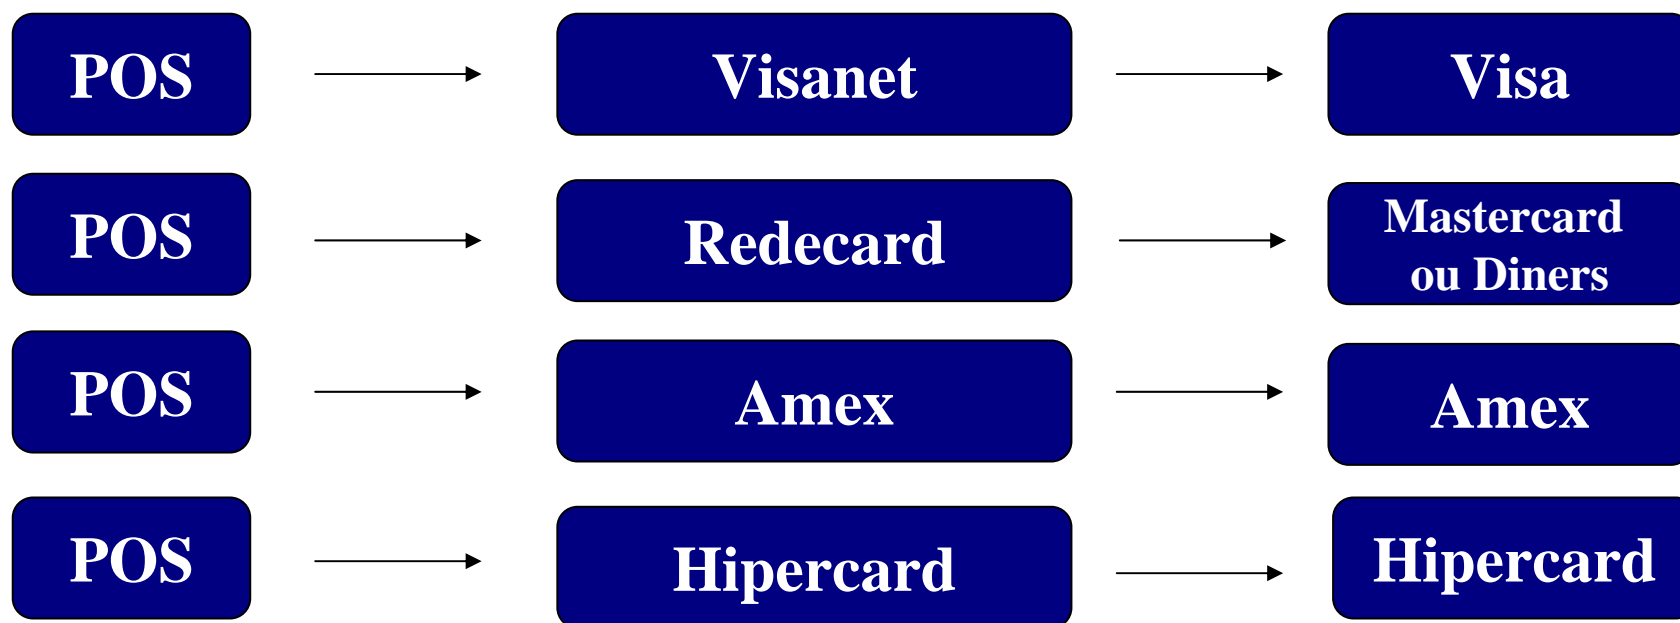 POS
Visanet
Visa
POS
Redecard
Mastercard
ou Diners
POS
Amex
Amex
POS
Hipercard
Hipercard